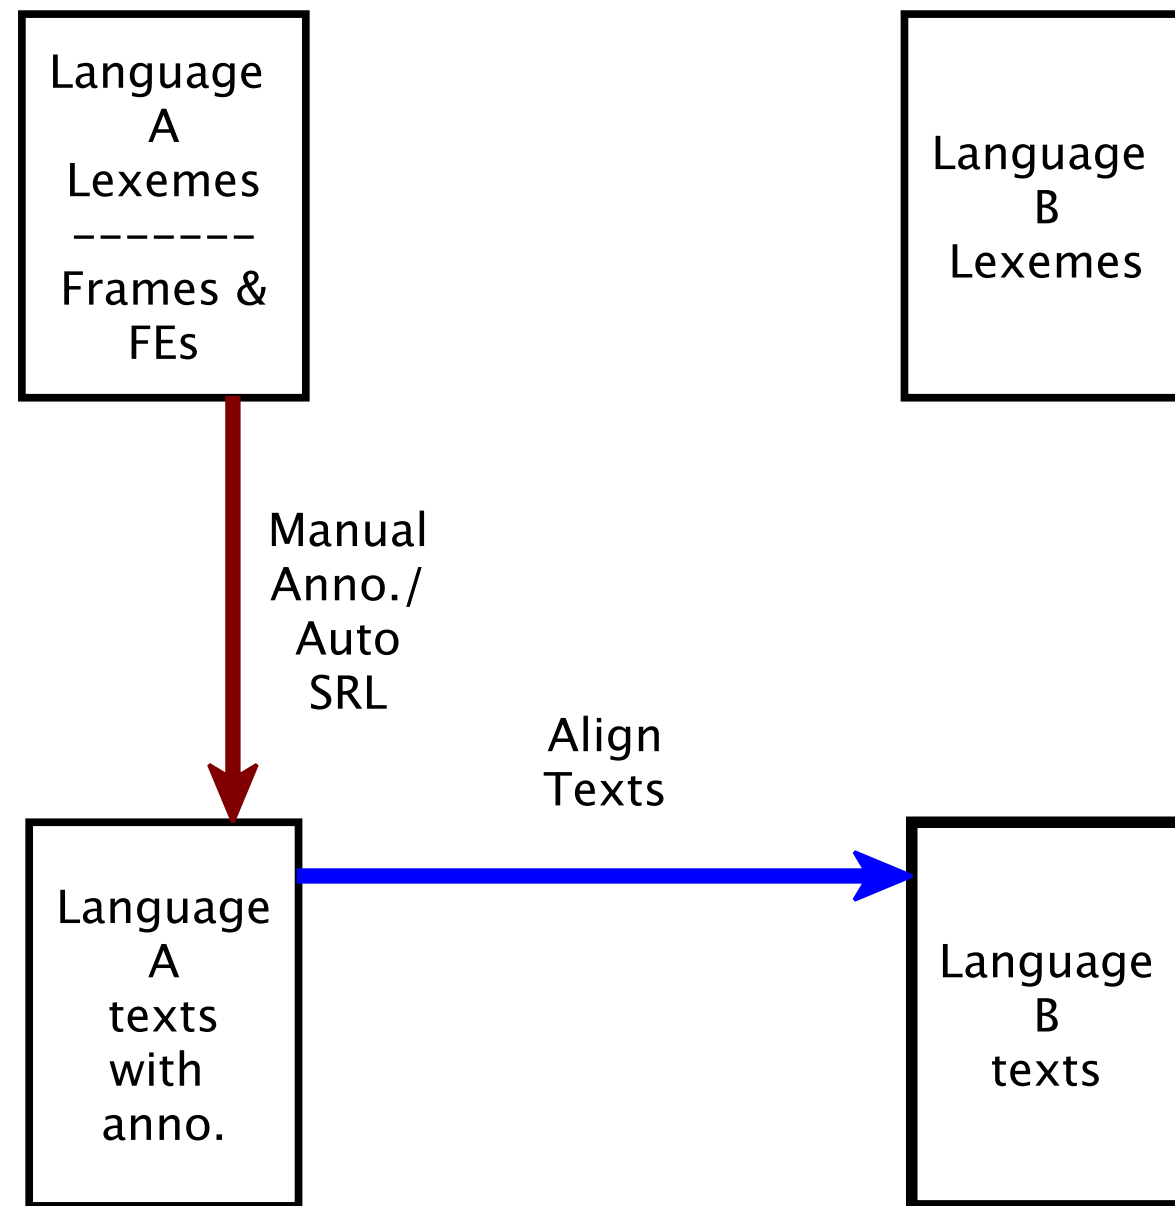 Language
A
Lexemes
-------
Frames &
FEs
Language
B
Lexemes
Manual
Anno./
Auto
SRL
Align
Texts
Language
A
texts
with
anno.
Language
B
texts